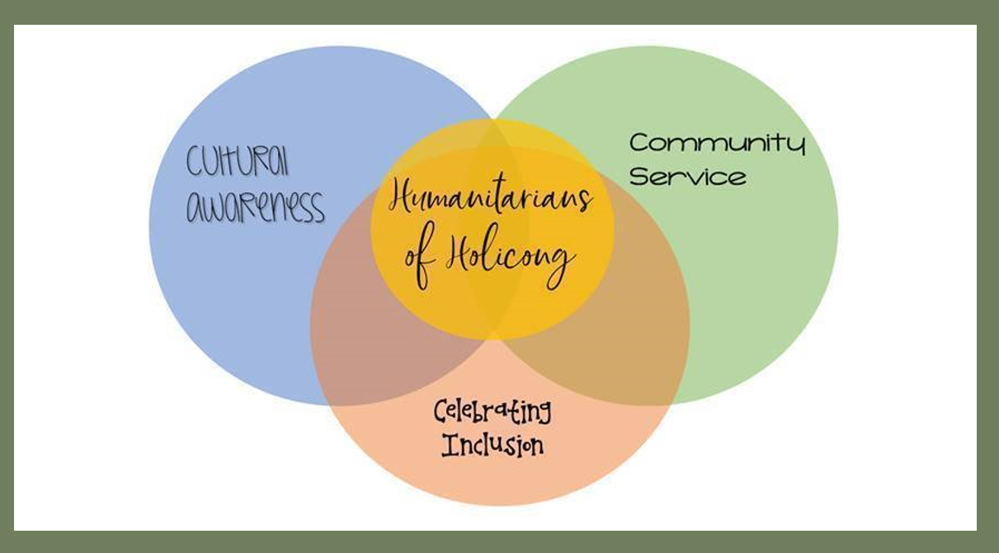 Cultural
awareness
Community
Service
Humanitarians
of Holicong
Celebrating
Inclusion